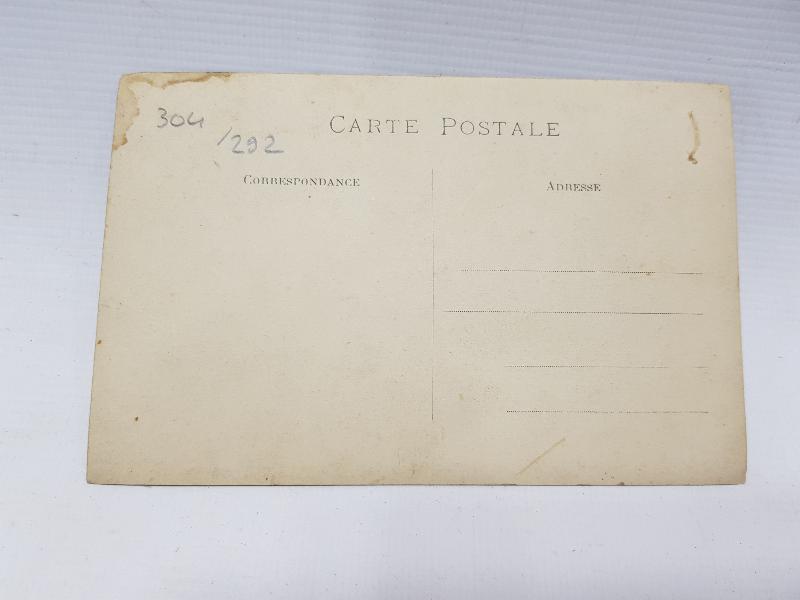 304
/292
CARTE POSTALE
CORRESPONDANCE
ADRESSE